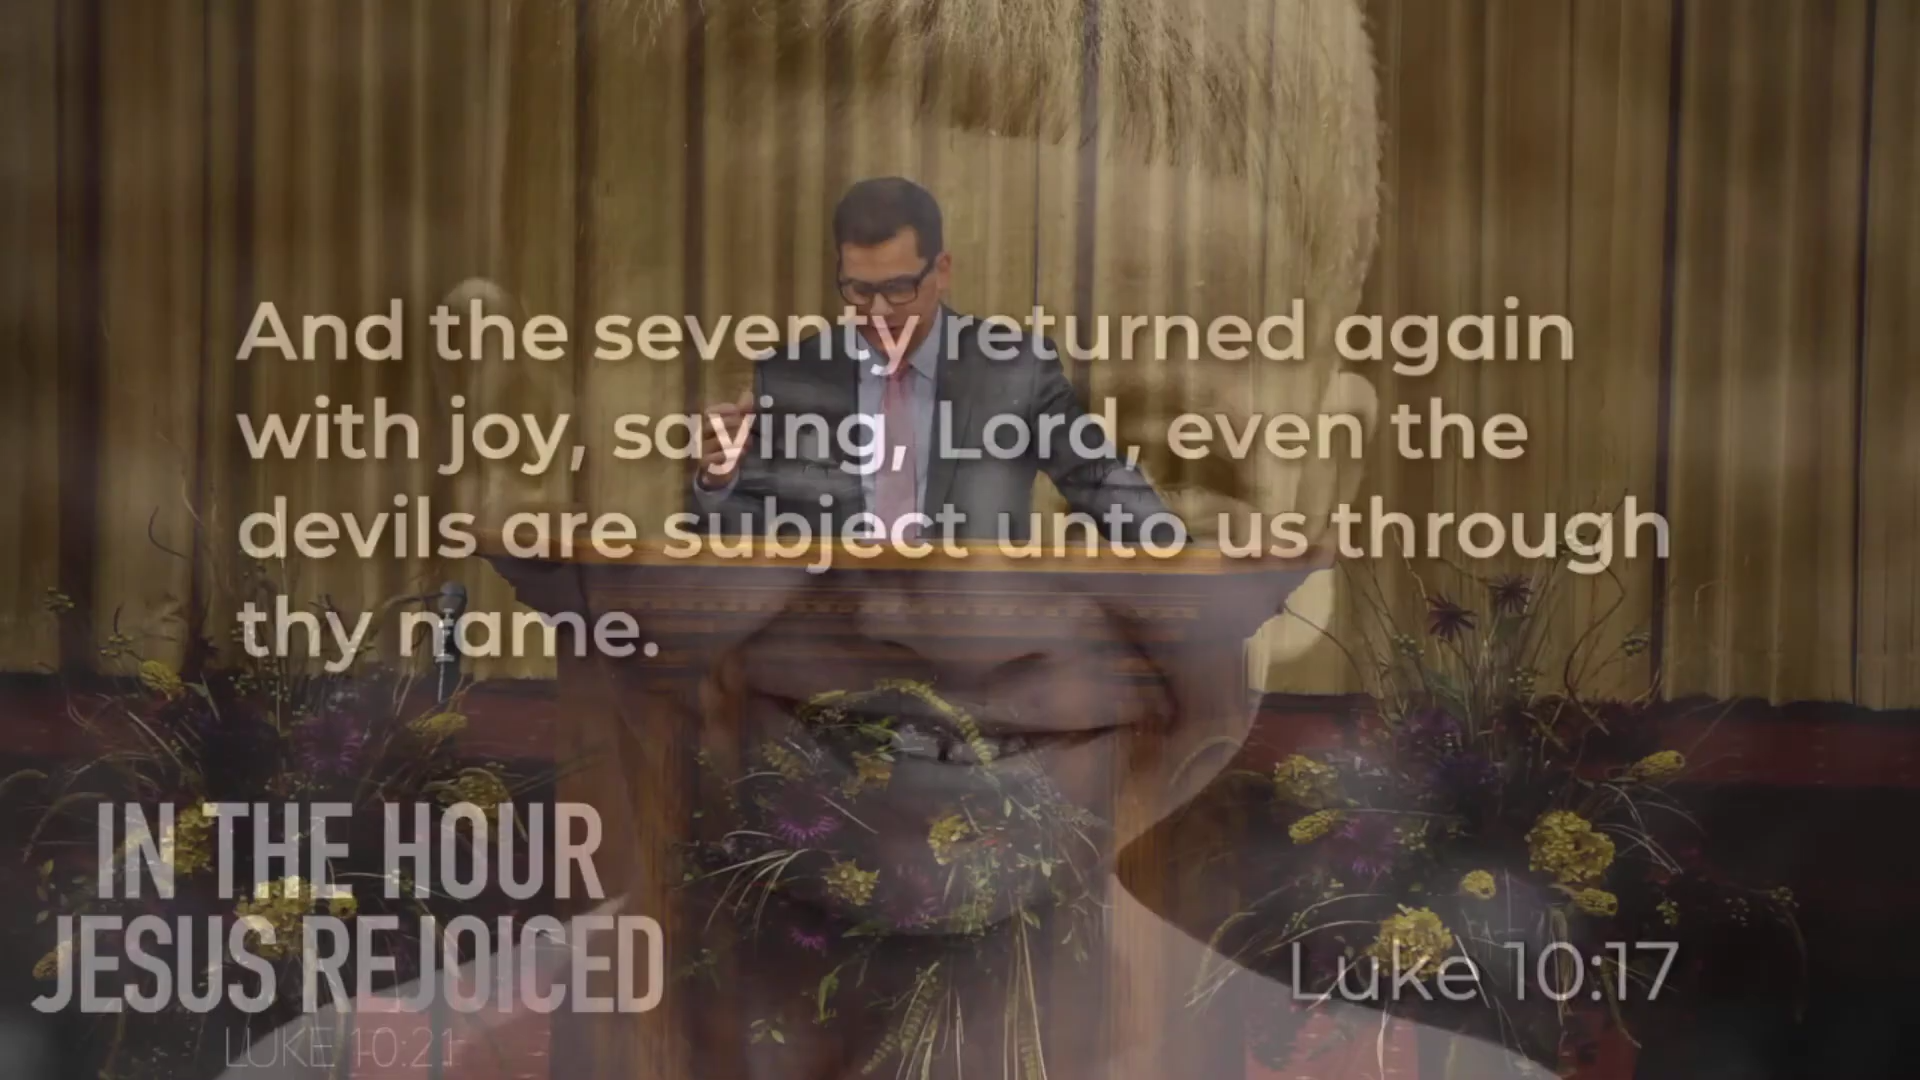 And the seventy returned again
with joy, saying, Lord, even the
devils are subject unto us through
thy name.
IN THE HOUR
JESUS REJOICED
LUKE 10:21
Luke 10:17